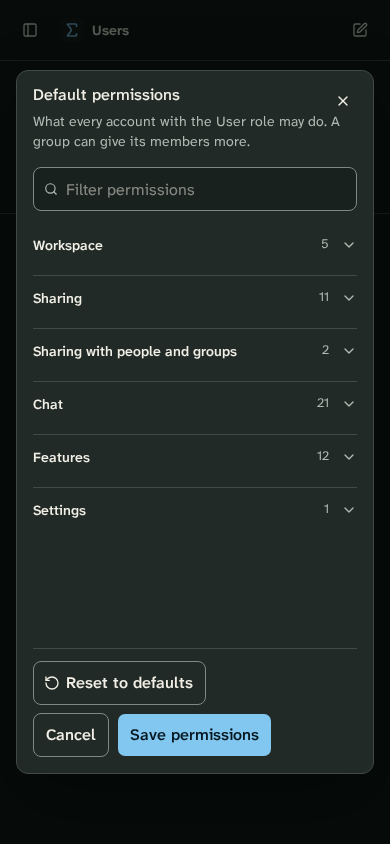 Σ Users
Default permissions
What every account with the User role may do. A
group can give its members more.
Filter permissions
Workspace 5
Sharing 11
Sharing with people and groups 2
Chat 21
Features 12
Settings 1
Reset to defaults
Cancel Save permissions